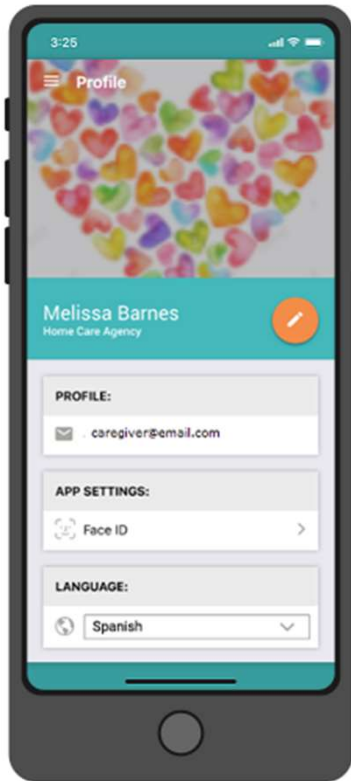 3:25
Profile
Melissa Barnes
Home Care Agency
PROFILE:
caregiver@email.com
APP SETTINGS:
Face ID
LANGUAGE:
Spanish